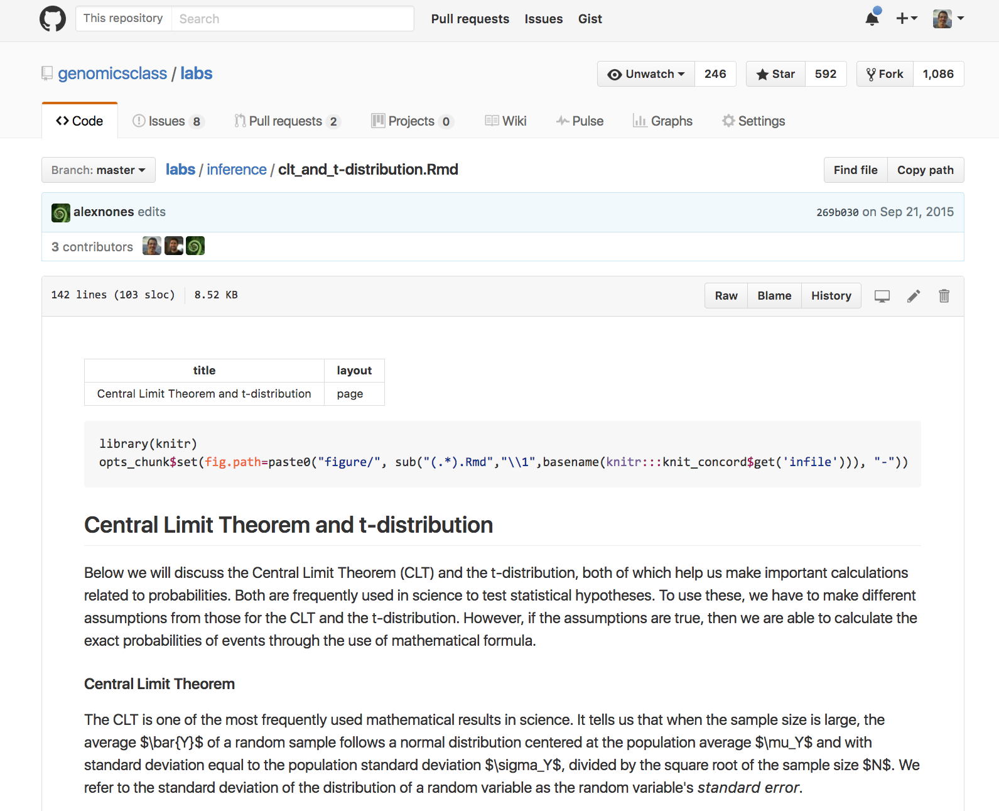 This repository Search Pull requests Issues Gist
genomicsclass / labs Unwatch 246 Star 592 Fork 1,086
Code Issues 8 Pull requests 2 Projects 0 Wiki Pulse Graphs Settings
Branch: master labs / inference / clt_and_t-distribution.Rmd Find file Copy path
alexnones edits 269b030 on Sep 21, 2015
3 contributors
142 lines (103 sloc) 8.52 KB Raw Blame History
title layout
Central Limit Theorem and t-distribution page
library(knitr)
opts_chunk$set(fig.path=paste0("figure/", sub("(.*).Rmd","\\1",basename(knitr:::knit_concord$get('infile'))), "-"))
Central Limit Theorem and t-distribution
Below we will discuss the Central Limit Theorem (CLT) and the t-distribution, both of which help us make important calculations
related to probabilities. Both are frequently used in science to test statistical hypotheses. To use these, we have to make different
assumptions from those for the CLT and the t-distribution. However, if the assumptions are true, then we are able to calculate the
exact probabilities of events through the use of mathematical formula.
Central Limit Theorem
The CLT is one of the most frequently used mathematical results in science. It tells us that when the sample size is large, the
average $\bar{Y}$ of a random sample follows a normal distribution centered at the population average $\mu_Y$ and with
standard deviation equal to the population standard deviation $\sigma_Y$, divided by the square root of the sample size $N$. We
refer to the standard deviation of the distribution of a random variable as the random variable's standard error.